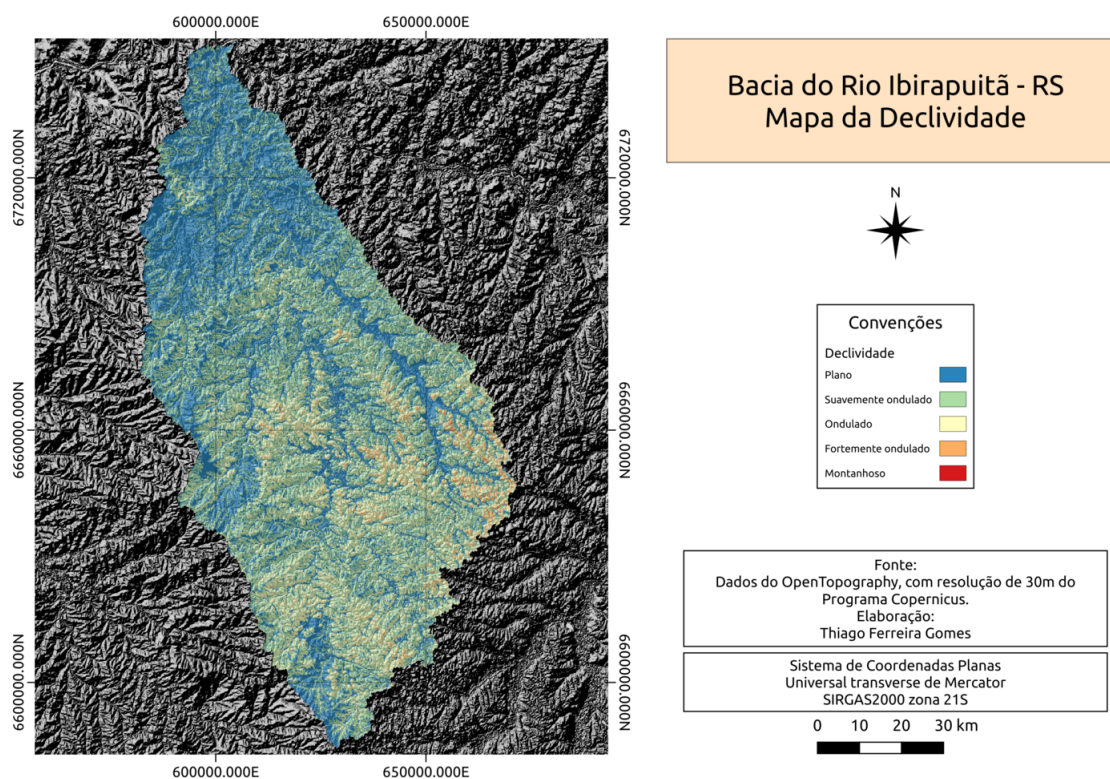 600000.000E
650000.000E
6720000.000N
6720000.000N
6660000.000N
6660000.000N
6600000.000N
6600000.000N
600000.000E
650000.000E
Bacia do Rio Ibirapuitã - RS
Mapa da Declividade
N
Convenções
Declividade
Plano
Suavemente ondulado
Ondulado
Fortemente ondulado
Montanhoso
Fonte:
Dados do OpenTopography, com resolução de 30m do
Programa Copernicus.
Elaboração:
Thiago Ferreira Gomes
Sistema de Coordenadas Planas
Universal transverse de Mercator
SIRGAS2000 zona 21S
0 10 20 30 km